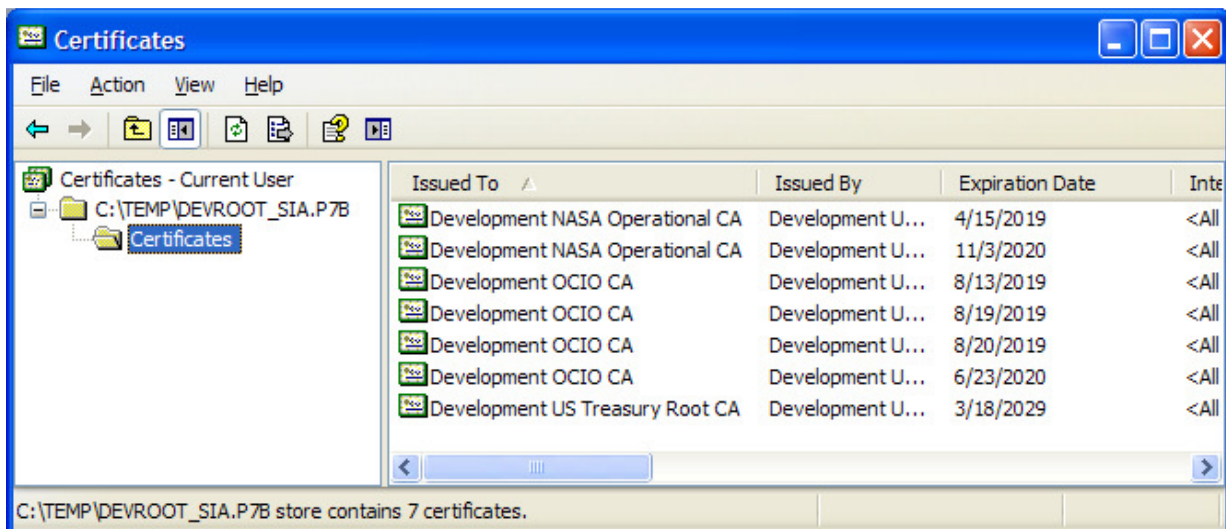 Certificates
File Action View Help
Certificates - Current User
C:\TEMP\DEVROOT_SIA.P7B
Certificates
Issued To Issued By Expiration Date Inte
Development NASA Operational CA Development U... 4/15/2019 <All
Development NASA Operational CA Development U... 11/3/2020 <All
Development OCIO CA Development U... 8/13/2019 <All
Development OCIO CA Development U... 8/19/2019 <All
Development OCIO CA Development U... 8/20/2019 <All
Development OCIO CA Development U... 6/23/2020 <All
Development US Treasury Root CA Development U... 3/18/2029 <All
C:\TEMP\DEVROOT_SIA.P7B store contains 7 certificates.